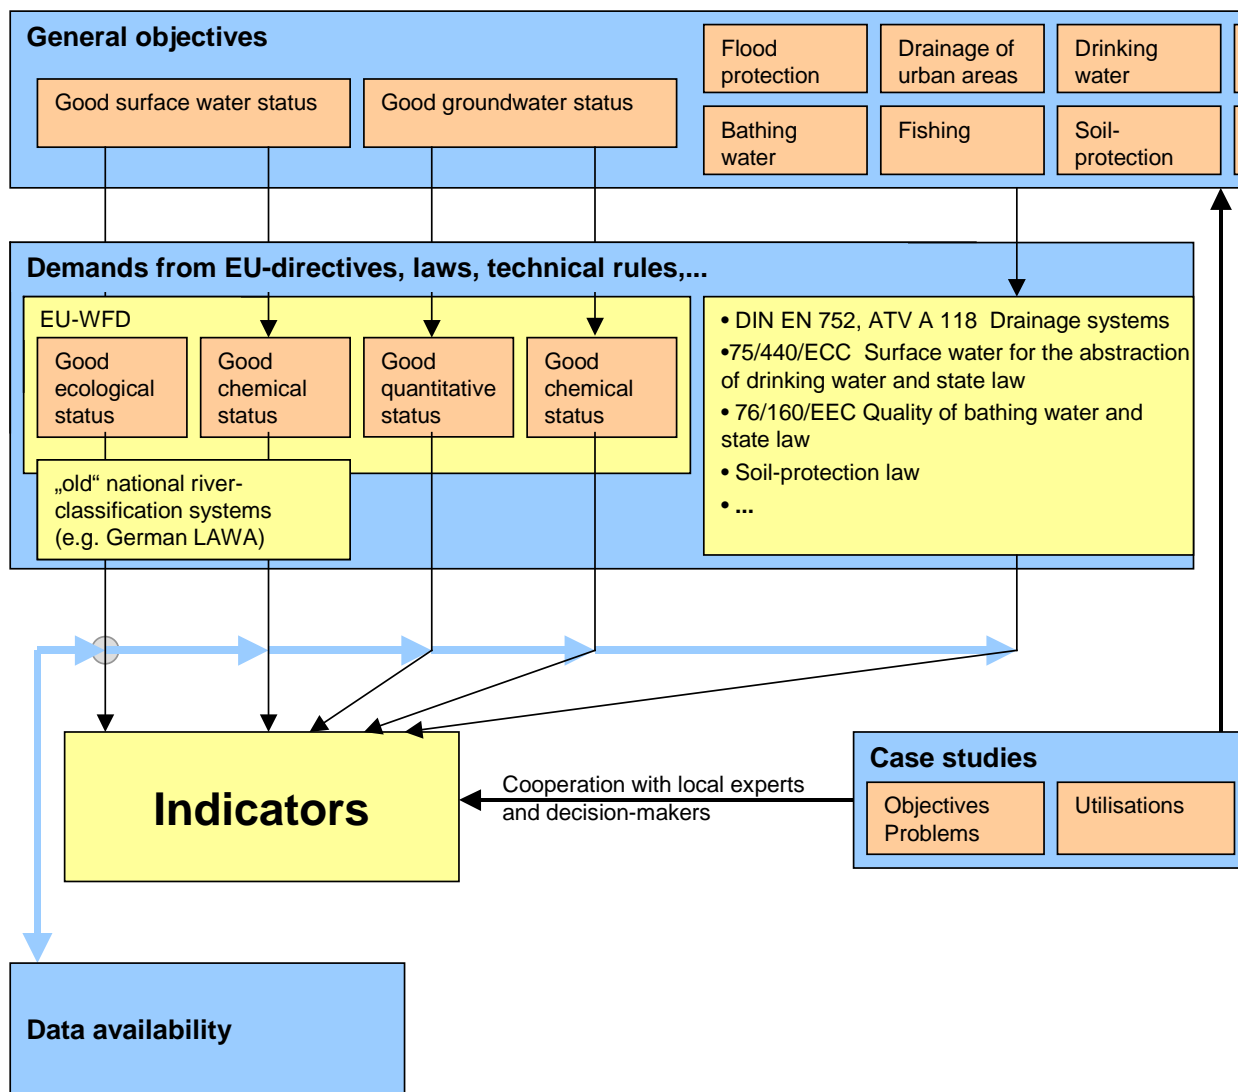 General objectives
Good surface water status
Good groundwater status
Flood
protection
Drainage of
urban areas
Drinking
water
Bathing
water
Fishing
Soil-
protection
Demands from EU-directives, laws, technical rules,...
EU-WFD
Good
ecological
status
Good
chemical
status
Good
quantitative
status
Good
chemical
status
„old“ national river-
classification systems
(e.g. German LAWA)
• DIN EN 752, ATV A 118  Drainage systems
•75/440/ECC  Surface water for the abstraction
of drinking water and state law
• 76/160/EEC Quality of bathing water and
state law
• Soil-protection law
• ...
Indicators
Cooperation with local experts
and decision-makers
Case studies
Objectives
Problems
Utilisations
Data availability